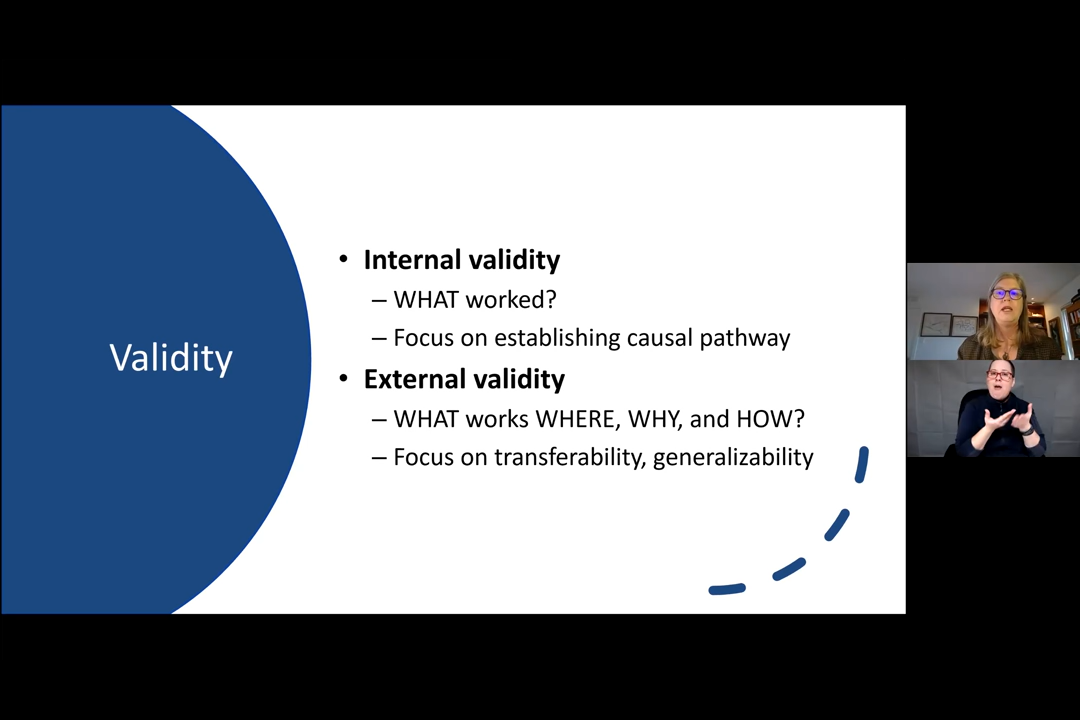 Validity
• Internal validity
– WHAT worked?
– Focus on establishing causal pathway
• External validity
– WHAT works WHERE, WHY, and HOW?
– Focus on transferability, generalizability